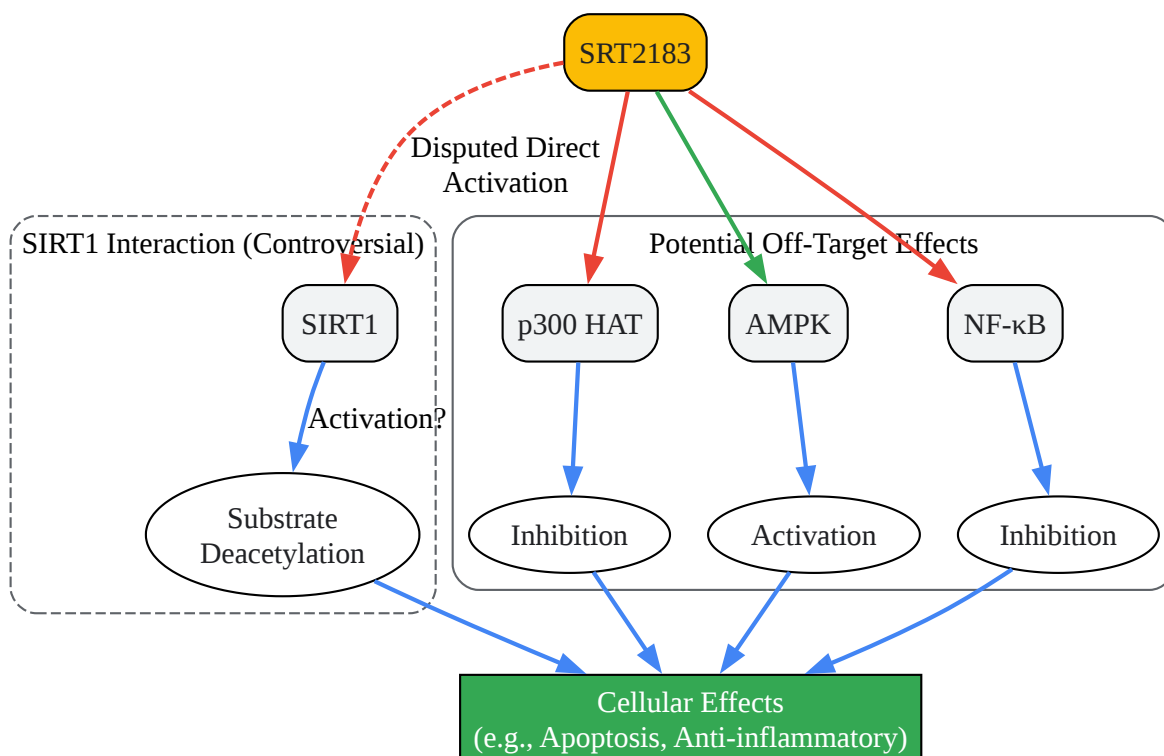 SRT2183
Disputed Direct
Activation
SIRT1 Interaction (Controversial)
Potential Off-Target Effects
SIRT1
p300 HAT
AMPK
NF-κB
Activation?
Substrate
Deacetylation
Inhibition
Activation
Inhibition
Cellular Effects
(e.g., Apoptosis, Anti-inflammatory)